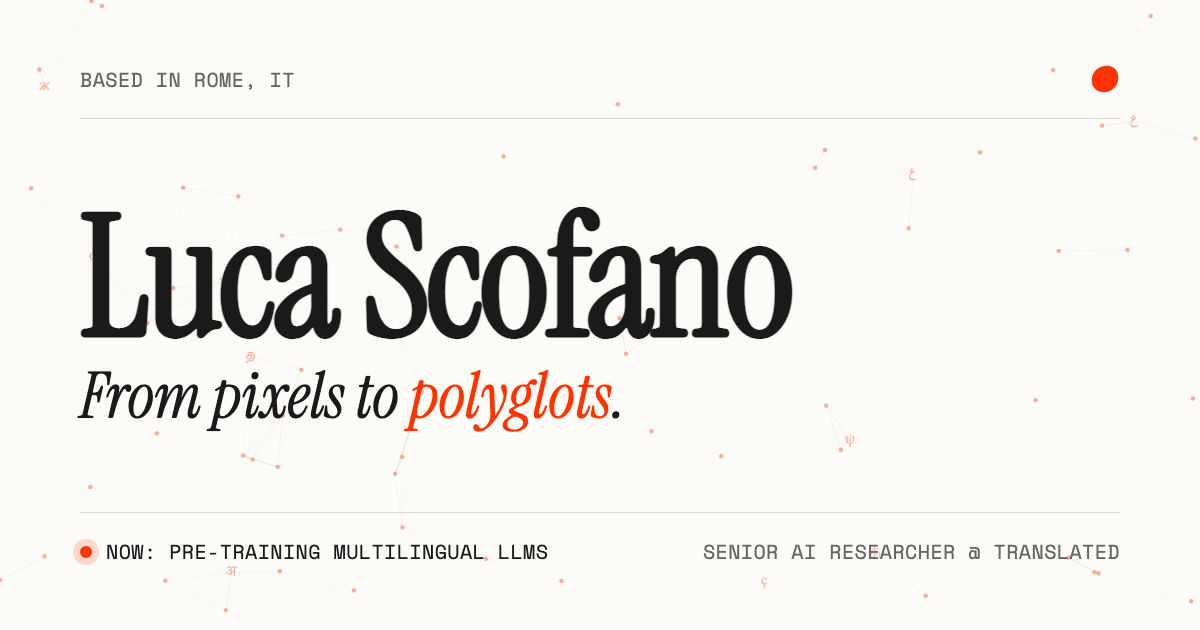 BASED IN ROME, IT
ж
ع
ع
Luca Scofano
த
From pixels to polyglots.
ψ
NOW: PRE-TRAINING MULTILINGUAL LLMS
SENIOR AI RESEARCHER @ TRANSLATED
अ
ç